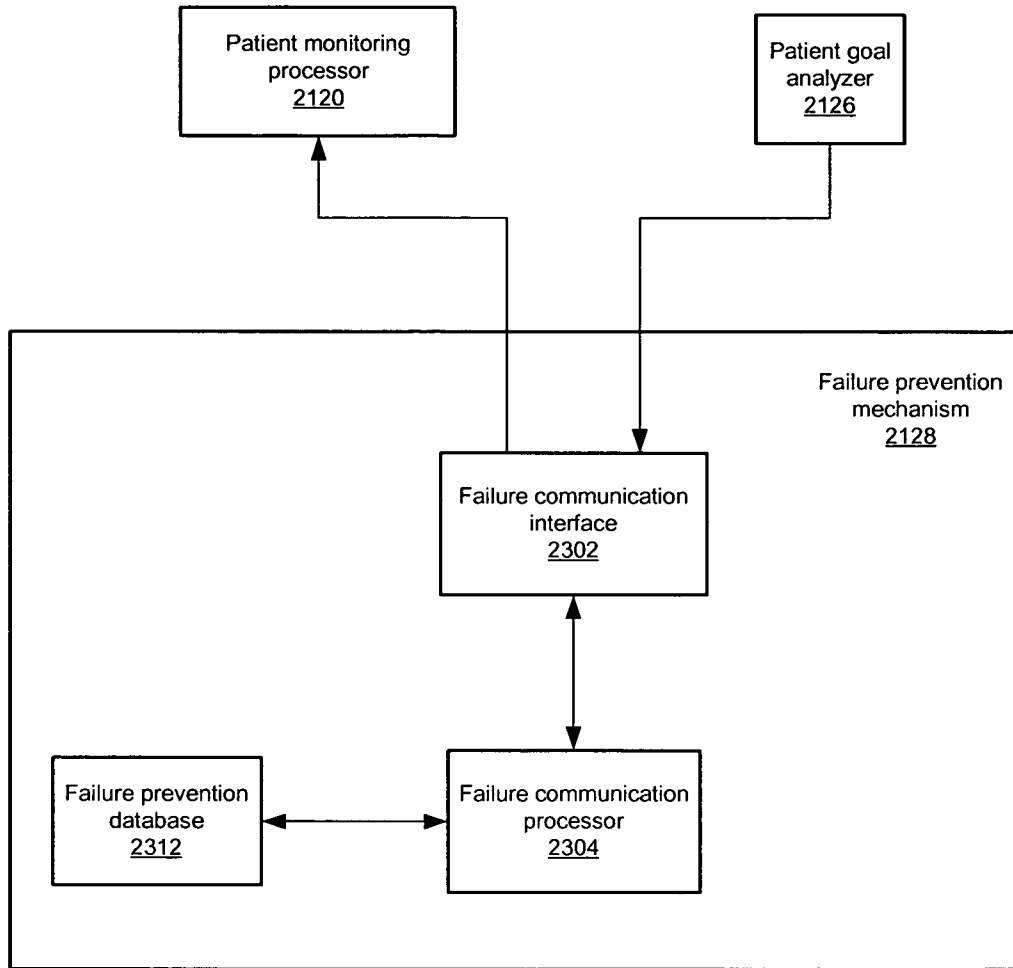 Patient monitoring
processor
2120
Patient goal
analyzer
2126
Failure prevention
mechanism
2128
Failure communication
interface
2302
Failure prevention
database
2312
Failure communication
processor
2304